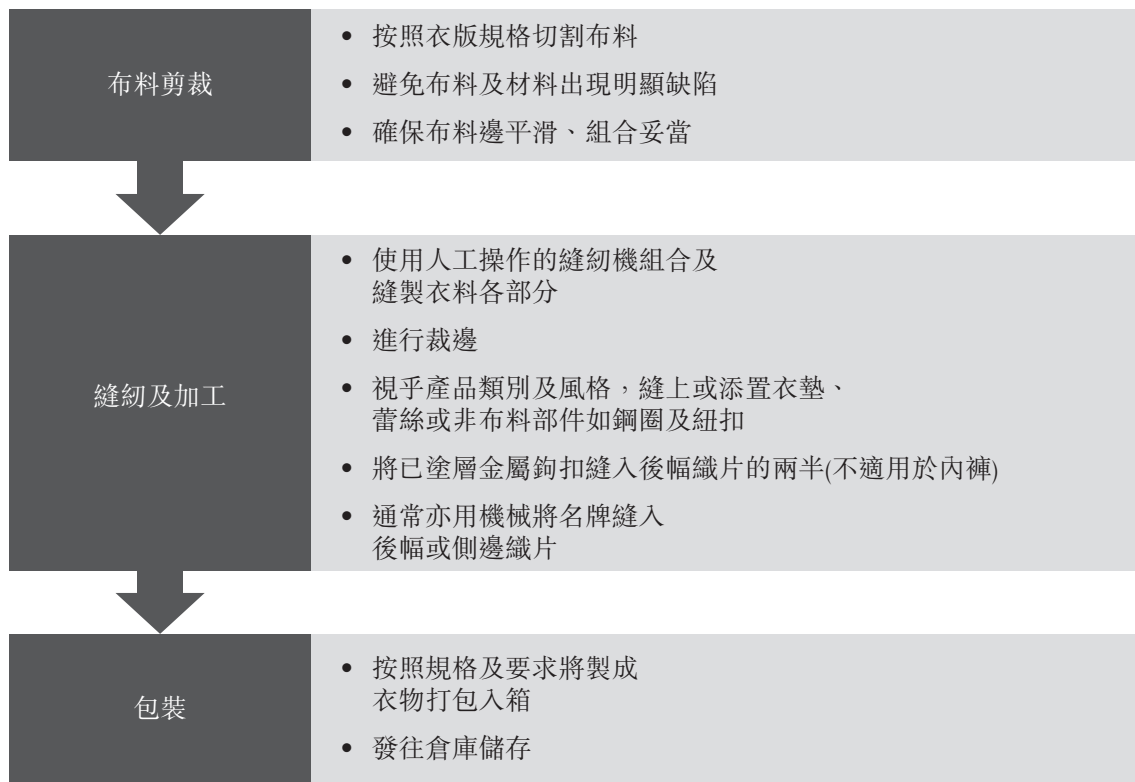 布料剪裁
• 按照衣版規格切割布料
• 避免布料及材料出現明顯缺陷
• 確保布料邊平滑、組合妥當
縫紉及加工
• 使用人工操作的縫紉機組合及
縫製衣料各部分
• 進行裁邊
• 視乎產品類別及風格，縫上或添置衣墊、
蕾絲或非布料部件如鋼圈及紐扣
• 將已塗層金屬鉤扣縫入後幅織片的兩半(不適用於內褲)
• 通常亦用機械將名牌縫入
後幅或側邊織片
包裝
• 按照規格及要求將製成
衣物打包入箱
• 發往倉庫儲存